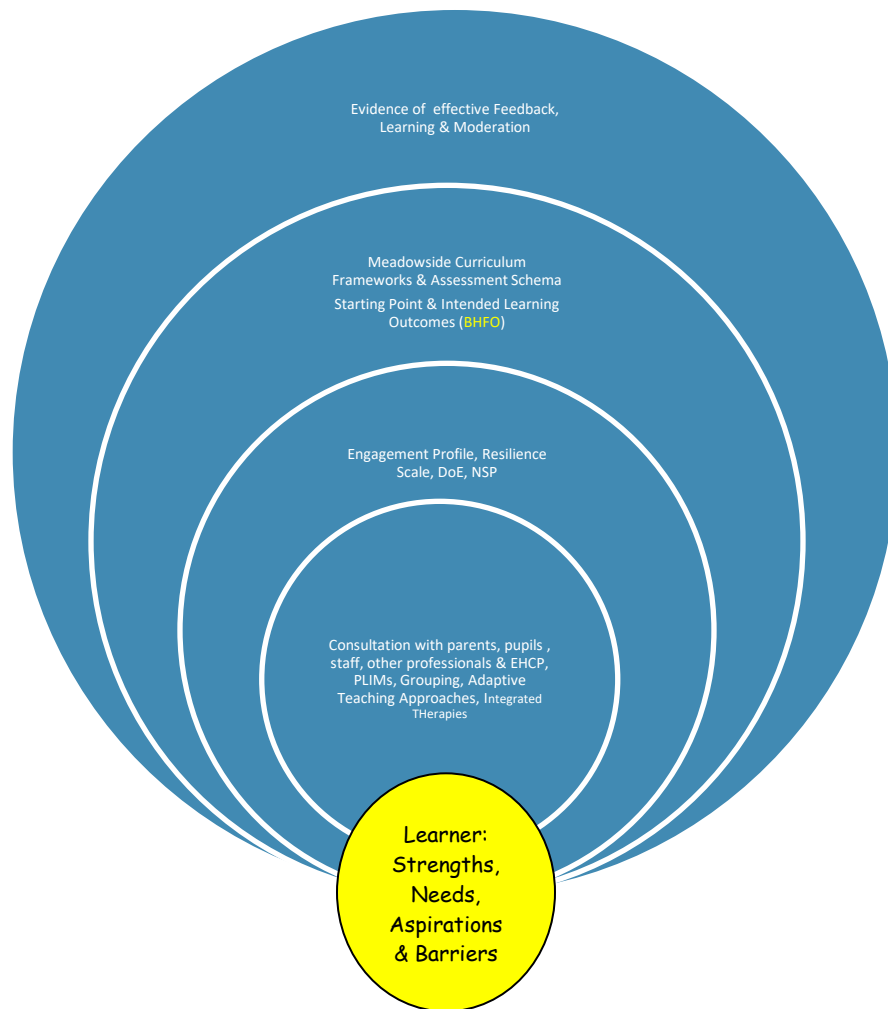 Evidence of effective Feedback,
Learning & Moderation
Meadowside Curriculum
Frameworks & Assessment Schema
Starting Point & Intended Learning
Outcomes (BHFO)
Engagement Profile, Resilience
Scale, DoE, NSP
Consultation with parents, pupils ,
staff, other professionals & EHCP,
PLIMs, Grouping, Adaptive
Teaching Approaches, Integrated
THerapies
Learner:
Strengths,
Needs,
Aspirations
& Barriers